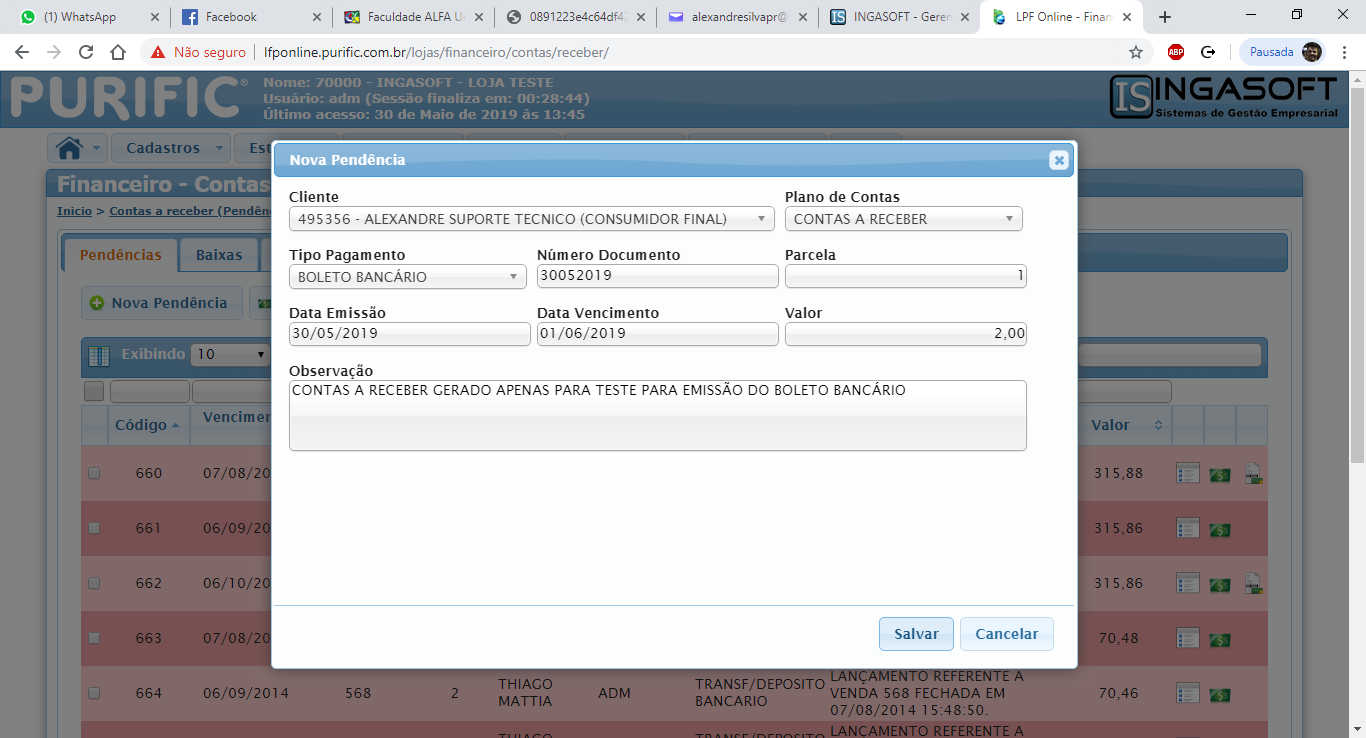 (1) WhatsApp
Facebook
Faculdade ALFA Un
0891223e4c64df42
alexandresilvapr@
INGASOFT - Geren
LPF Online - Finan
Não seguro
lfponline.purific.com.br/lojas/financeiro/contas/receber/
ABP
Pausada
PURIFIC®
Nome: 70000 - INGASOFT - LOJA TESTE
Usuário: adm (Sessão finaliza em: 00:28:44)
Último acesso: 30 de Maio de 2019 às 13:45
IS INGASOFT
Sistemas de Gestão Empresarial
Cadastros
Est
Financeiro - Contas
Inicio > Contas a receber (Pendên
Pendências
Baixas
Nova Pendência
Exibindo 10
Código
Vencimen
Valor
Nova Pendência
Cliente
Plano de Contas
495356 - ALEXANDRE SUPORTE TECNICO (CONSUMIDOR FINAL)
CONTAS A RECEBER
Tipo Pagamento
Número Documento
Parcela
BOLETO BANCÁRIO
30052019
1
Data Emissão
Data Vencimento
Valor
30/05/2019
01/06/2019
2,00
Observação
CONTAS A RECEBER GERADO APENAS PARA TESTE PARA EMISSÃO DO BOLETO BANCÁRIO
Salvar
Cancelar
660 07/08/20 315,88
661 06/09/20 315,86
662 06/10/20 315,86
663 07/08/20 70,48
664 06/09/2014 568 2
THIAGO
MATTIA
ADM
TRANSF/DEPOSITO
BANCARIO
LANÇAMENTO REFERENTE A
VENDA 568 FECHADA EM
07/08/2014 15:48:50.
70,46
THIAGO
TRANSF/DEPOSITO
LANÇAMENTO REFERENTE A